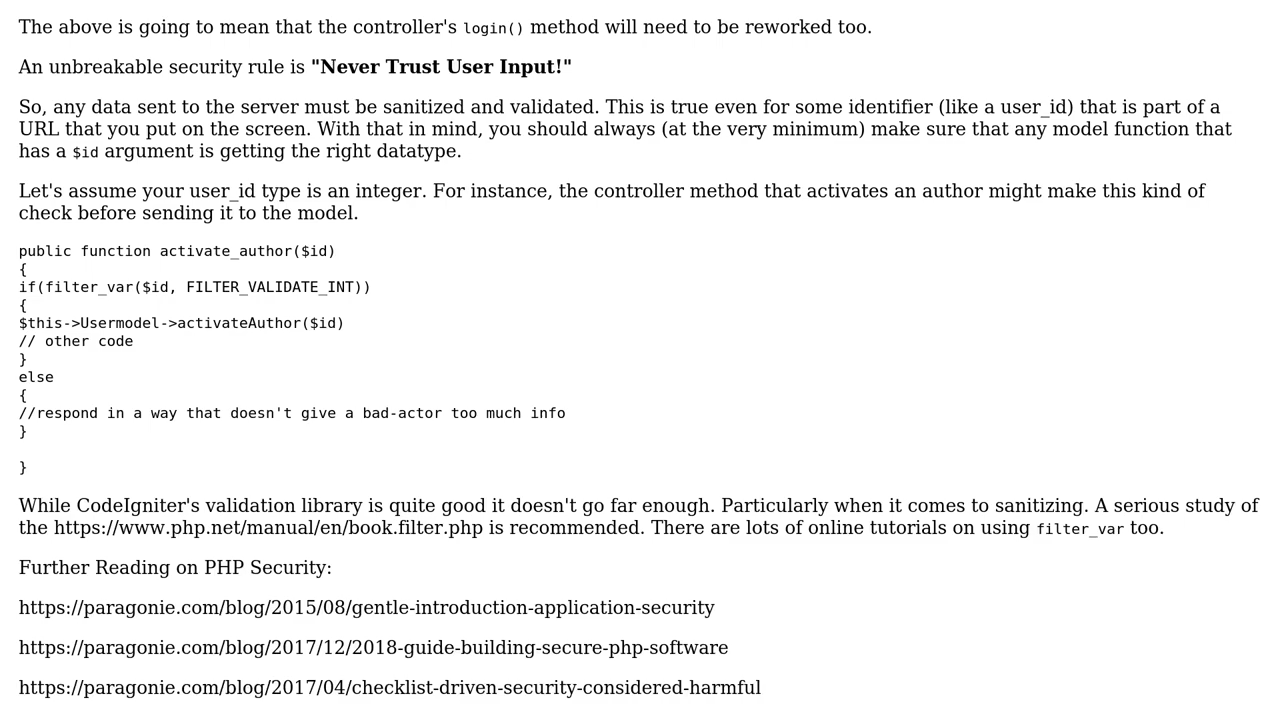 The above is going to mean that the controller's login() method will need to be reworked too.
An unbreakable security rule is "Never Trust User Input!"
So, any data sent to the server must be sanitized and validated. This is true even for some identifier (like a user_id) that is part of a
URL that you put on the screen. With that in mind, you should always (at the very minimum) make sure that any model function that
has a $id argument is getting the right datatype.
Let's assume your user_id type is an integer. For instance, the controller method that activates an author might make this kind of
check before sending it to the model.
public function activate_author($id)
{
if(filter_var($id, FILTER_VALIDATE_INT))
{
$this->Usermodel->activateAuthor($id)
// other code
}
else
{
//respond in a way that doesn't give a bad-actor too much info
}
}
While CodeIgniter's validation library is quite good it doesn't go far enough. Particularly when it comes to sanitizing. A serious study of
the https://www.php.net/manual/en/book.filter.php is recommended. There are lots of online tutorials on using filter_var too.
Further Reading on PHP Security:
https://paragonie.com/blog/2015/08/gentle-introduction-application-security
https://paragonie.com/blog/2017/12/2018-guide-building-secure-php-software
https://paragonie.com/blog/2017/04/checklist-driven-security-considered-harmful